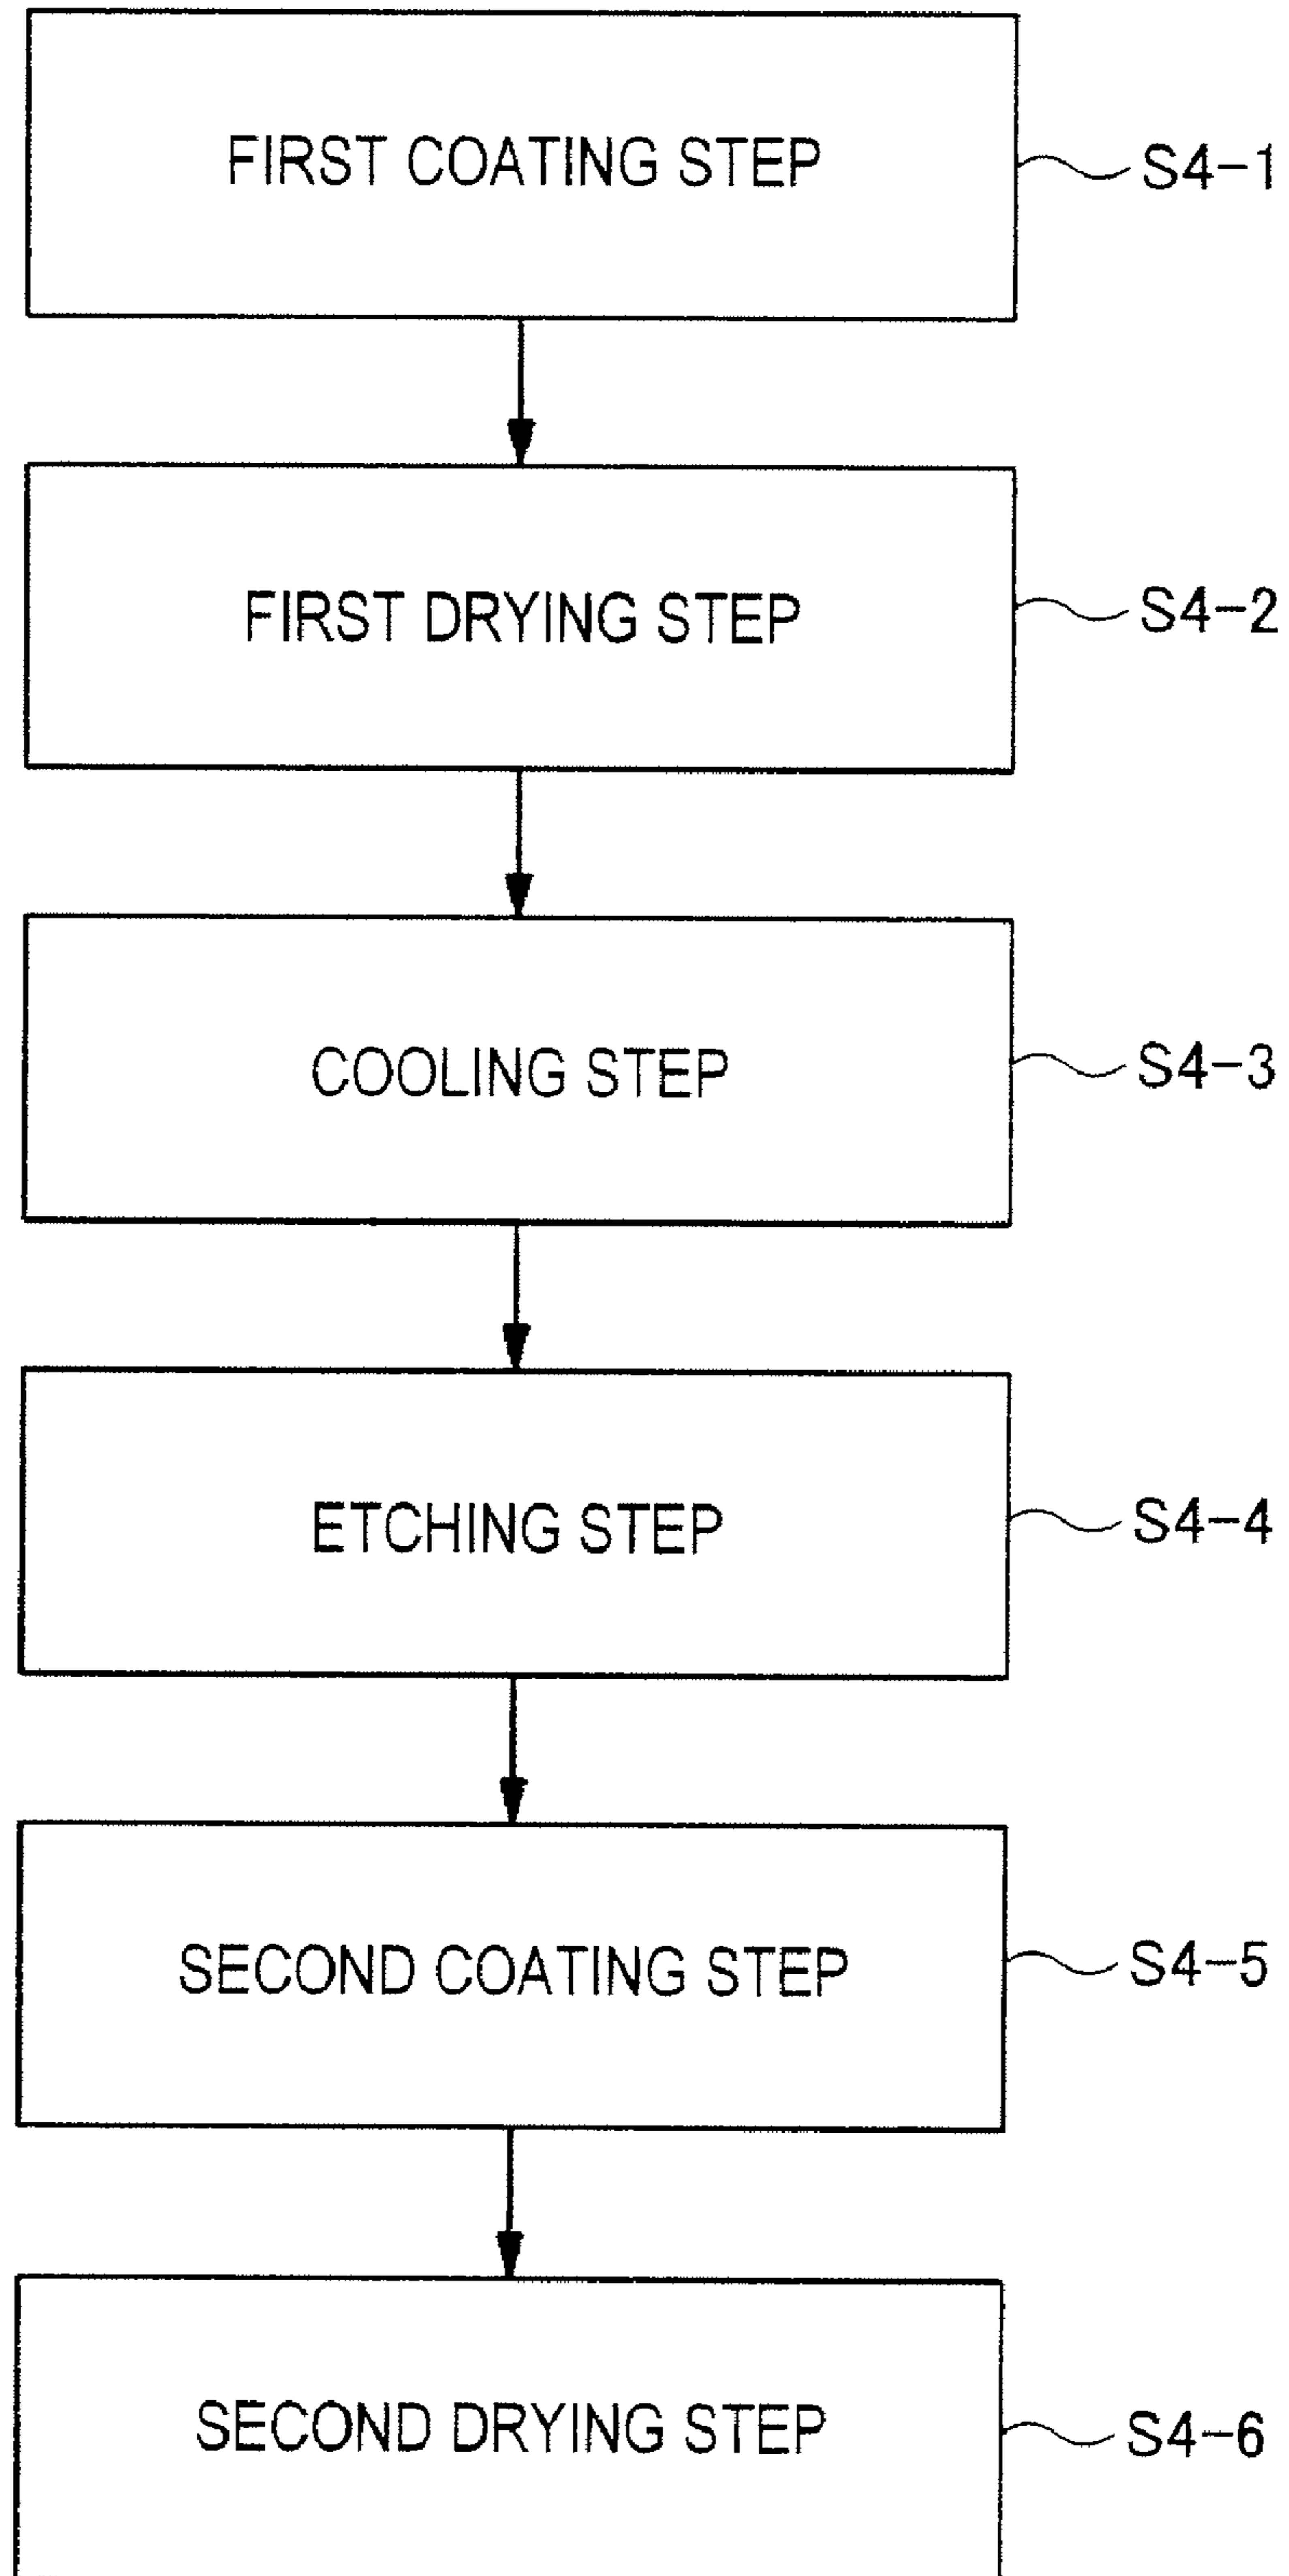 FIRST COATING STEP
S4-1
FIRST DRYING STEP
S4-2
COOLING STEP
S4-3
ETCHING STEP
S4-4
SECOND COATING STEP
S4-5
SECOND DRYING STEP
S4-6